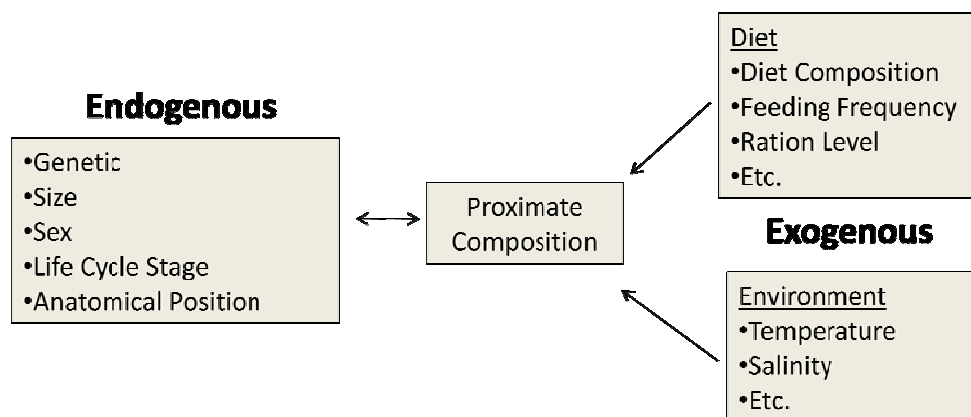 Endogenous
•Genetic
•Size
•Sex
•Life Cycle Stage
•Anatomical Position
Proximate
Composition
Diet
•Diet Composition
•Feeding Frequency
•Ration Level
•Etc.
Exogenous
Environment
•Temperature
•Salinity
•Etc.